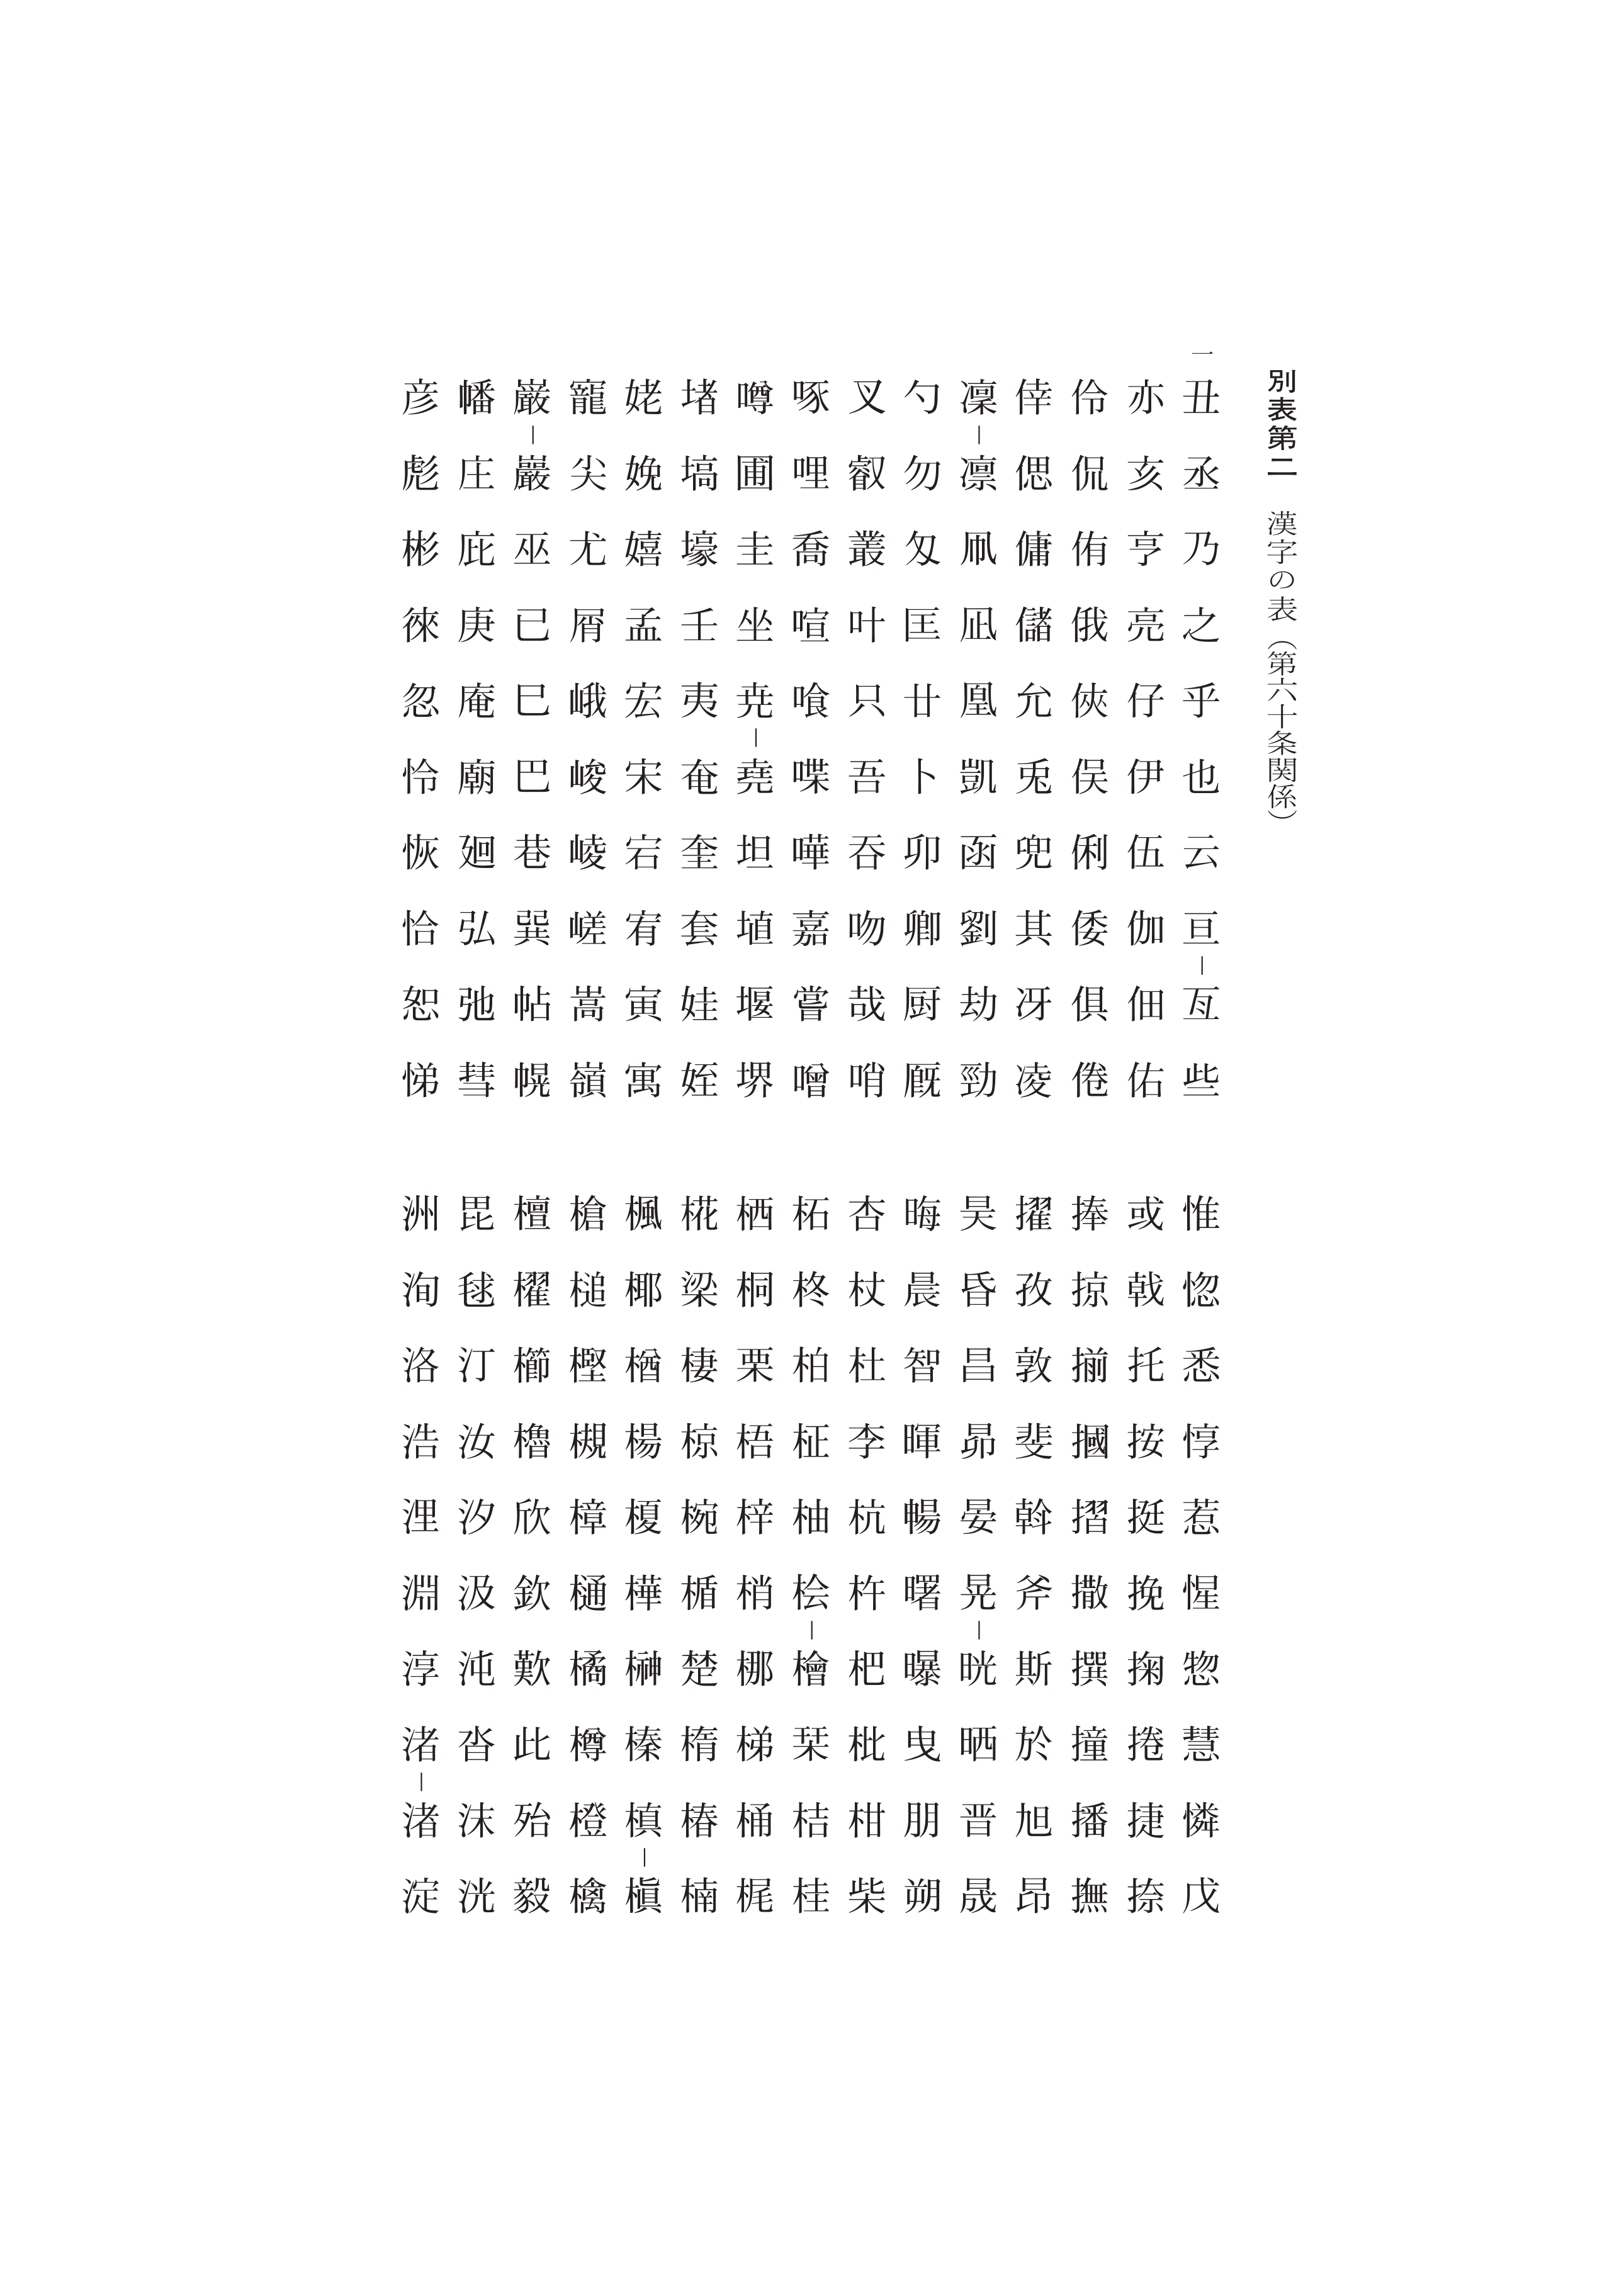 別表第二　漢字の表（第六十条関係）
一
丑丞乃之乎也云亘―亙些
亦亥亨亮仔伊伍伽佃佑
伶侃侑俄俠俣俐倭俱倦
倖偲傭儲允兎兜其冴凌
凜―凛凧凪凰凱函劉劫勁
勺勿匁匡廿卜卯卿厨厩
叉叡叢叶只吾吞吻哉哨
啄哩喬喧喰喋嘩嘉嘗噌
噂圃圭坐尭―堯坦埴堰堺
堵塙壕壬夷奄奎套娃姪
姥娩嬉孟宏宋宕宥寅寓
寵尖尤屑峨峻崚嵯嵩嶺
巌―巖巫已巳巴巷巽帖幌
幡庄庇庚庵廟廻弘弛彗
彦彪彬徠忽怜恢恰恕悌
惟惚悉惇惹惺惣慧憐戊
或戟托按挺挽掬捲捷捺
捧掠揃摑摺撒撰撞播撫
擢孜敦斐斡斧斯於旭昂
昊昏昌昴晏晃―晄晒晋晟
晦晨智暉暢曙曝曳朋朔
杏杖杜李杭杵杷枇柑柴
柘柊柏柾柚桧―檜栞桔桂
栖桐栗梧梓梢梛梯桶梶
椛梁棲椋椀楯楚楕椿楠
楓椰楢楊榎樺榊榛槙―槇
槍槌樫槻樟樋橘樽橙檎
檀櫂櫛櫓欣欽歎此殆毅
毘毬汀汝汐汲沌沓沫洸
洲洵洛浩浬淵淳渚―渚淀